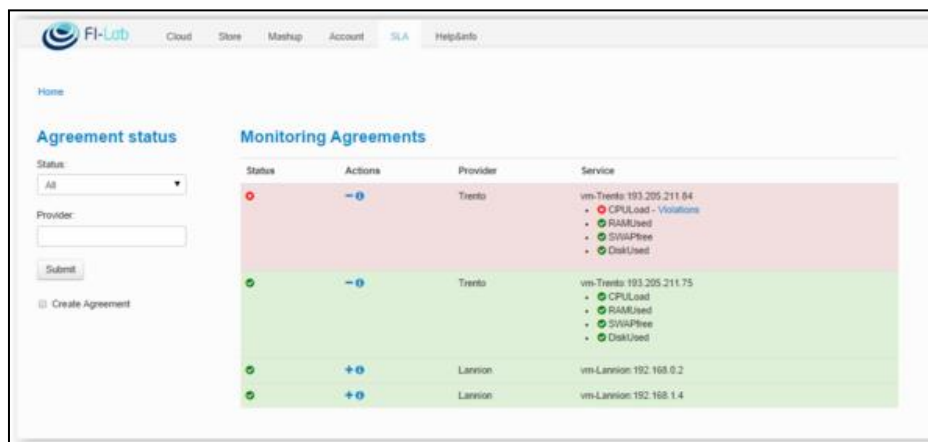 FI-Lab Cloud Store Mashup Account SLA Help&info
Home
Agreement status
Status:
All
Provider:
Submit
Create Agreement
Monitoring Agreements
Status Actions Provider Service
Trento vm-Trento:193.205.211.84
CPULoad - Violations
RAMUsed
SWAPfree
DiskUsed
Trento vm-Trento:193.205.211.75
CPULoad
RAMUsed
SWAPfree
DiskUsed
Lannion vm-Lannion:192.168.0.2
Lannion vm-Lannion:192.168.1.4